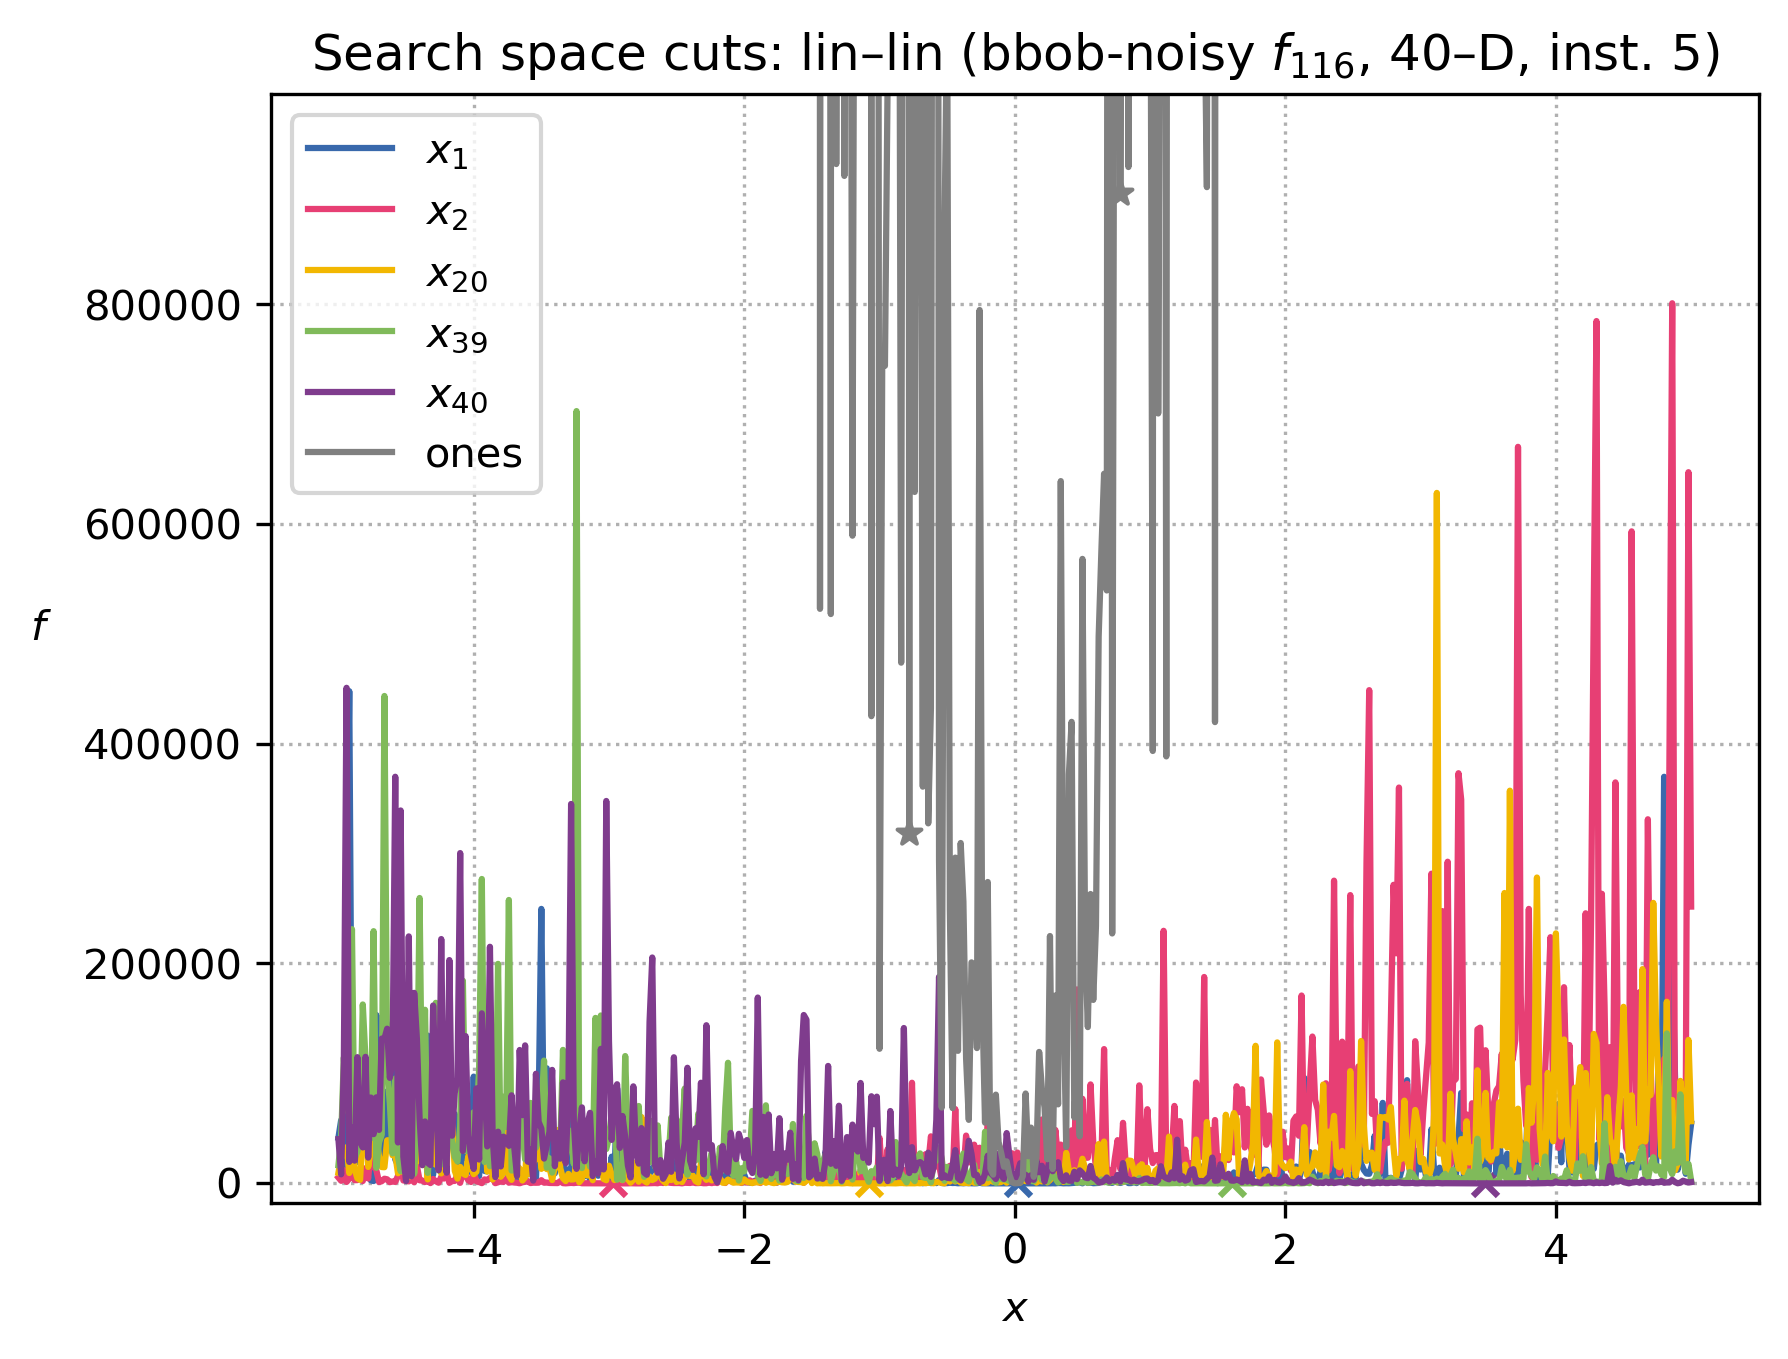 Search space cuts: lin–lin (bbob-noisy f₁₁₆, 40–D, inst. 5)
x₁
x₂
x₂₀
x₃₉
x₄₀
ones
800000
600000
400000
200000
0
f
−4 −2 0 2 4
x